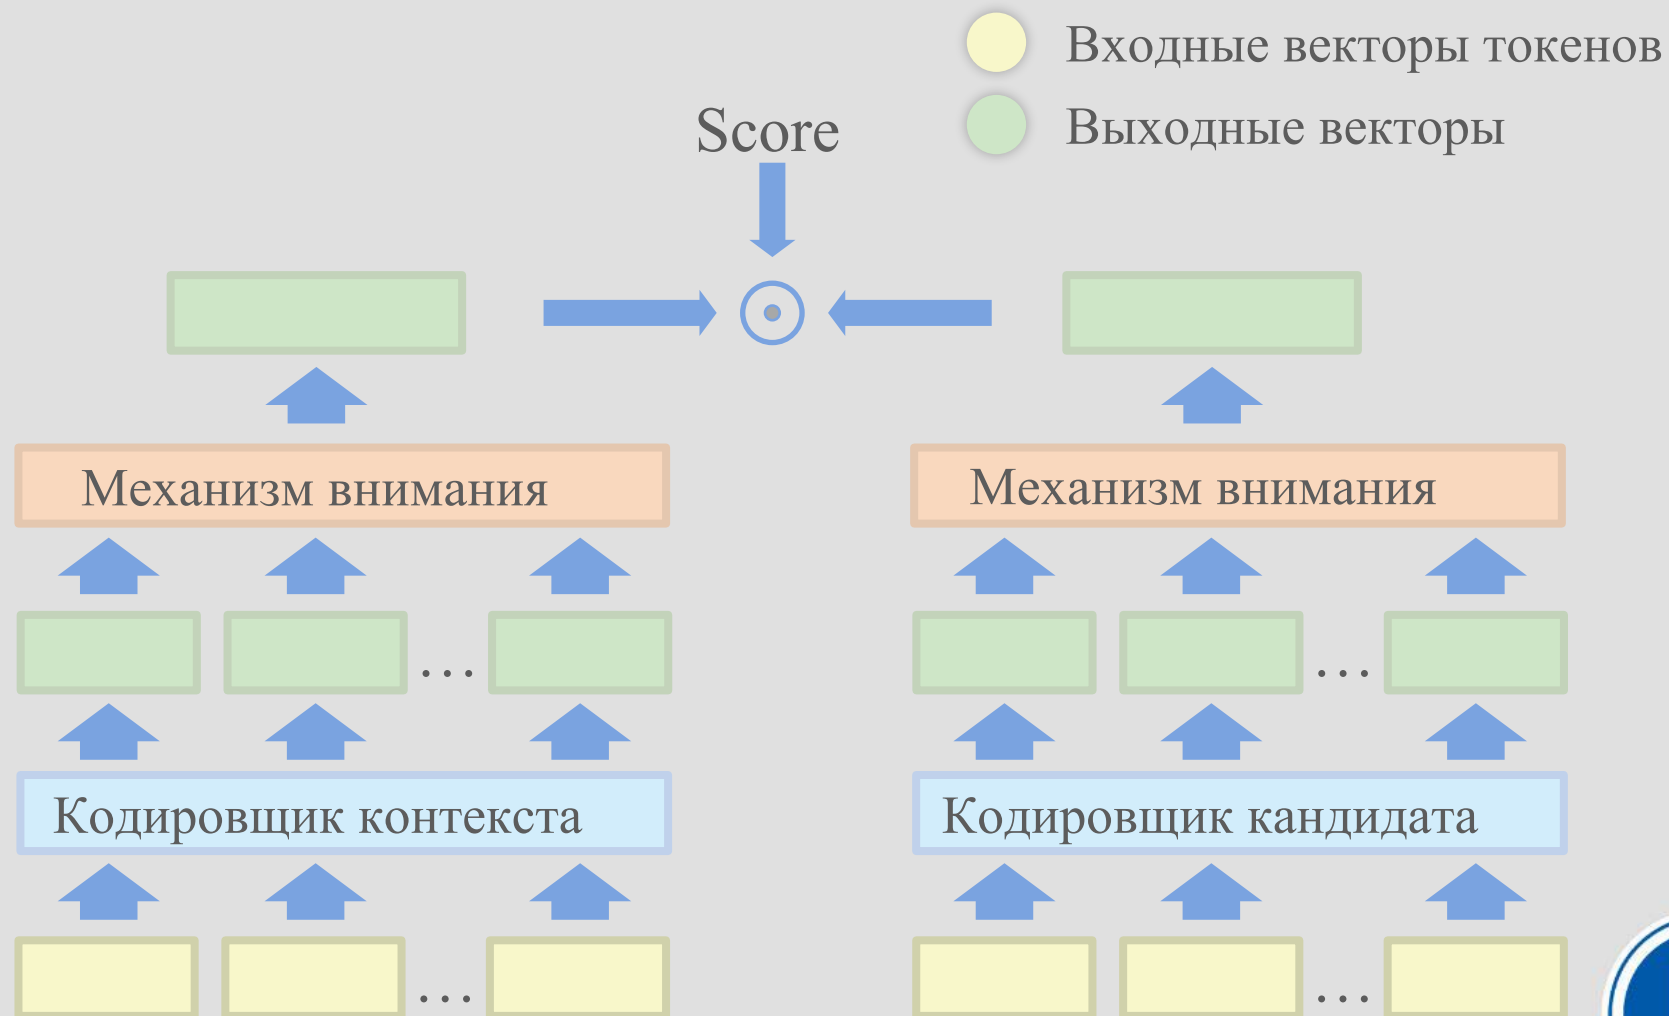 Входные векторы токенов
Выходные векторы
Score
Механизм внимания
Механизм внимания
...
...
Кодировщик контекста
Кодировщик кандидата
...
...